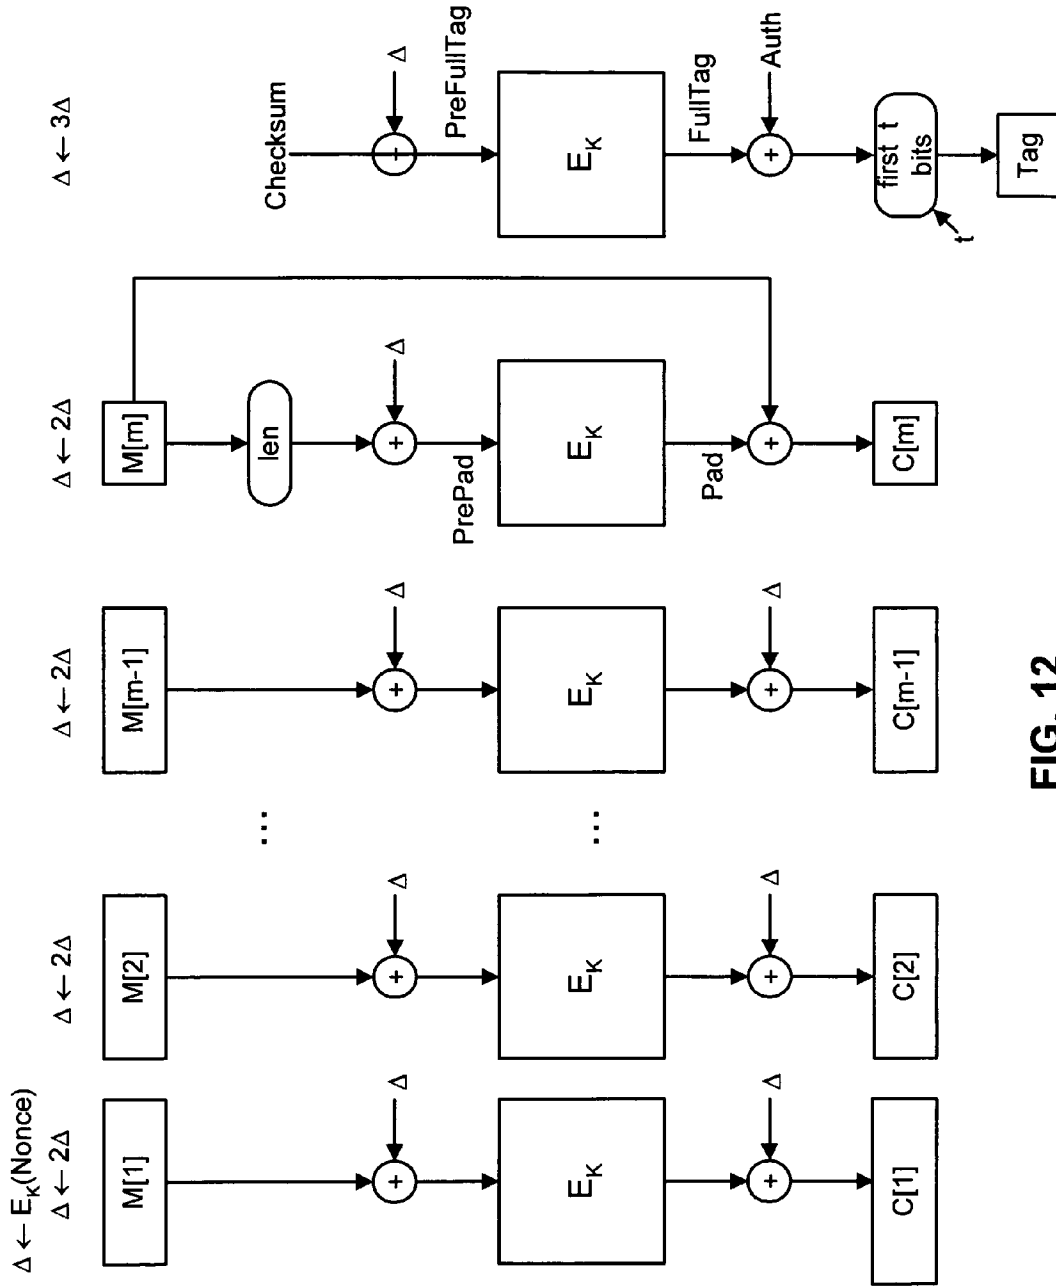 Δ ← E_K(Nonce)
Δ ← 2Δ
Δ ← 2Δ
Δ ← 2Δ
Δ ← 2Δ
Δ ← 3Δ
M[1]
M[2]
M[m-1]
M[m]
Checksum
...
len
+ Δ
+ Δ
+ Δ
+ Δ
+ Δ
PrePad
PreFullTag
E_K
E_K
...
E_K
E_K
E_K
Pad
FullTag
+ Δ
+ Δ
+ Δ
+
+ Auth
C[1]
C[2]
C[m-1]
C[m]
first t
bits
t
Tag
FIG. 12